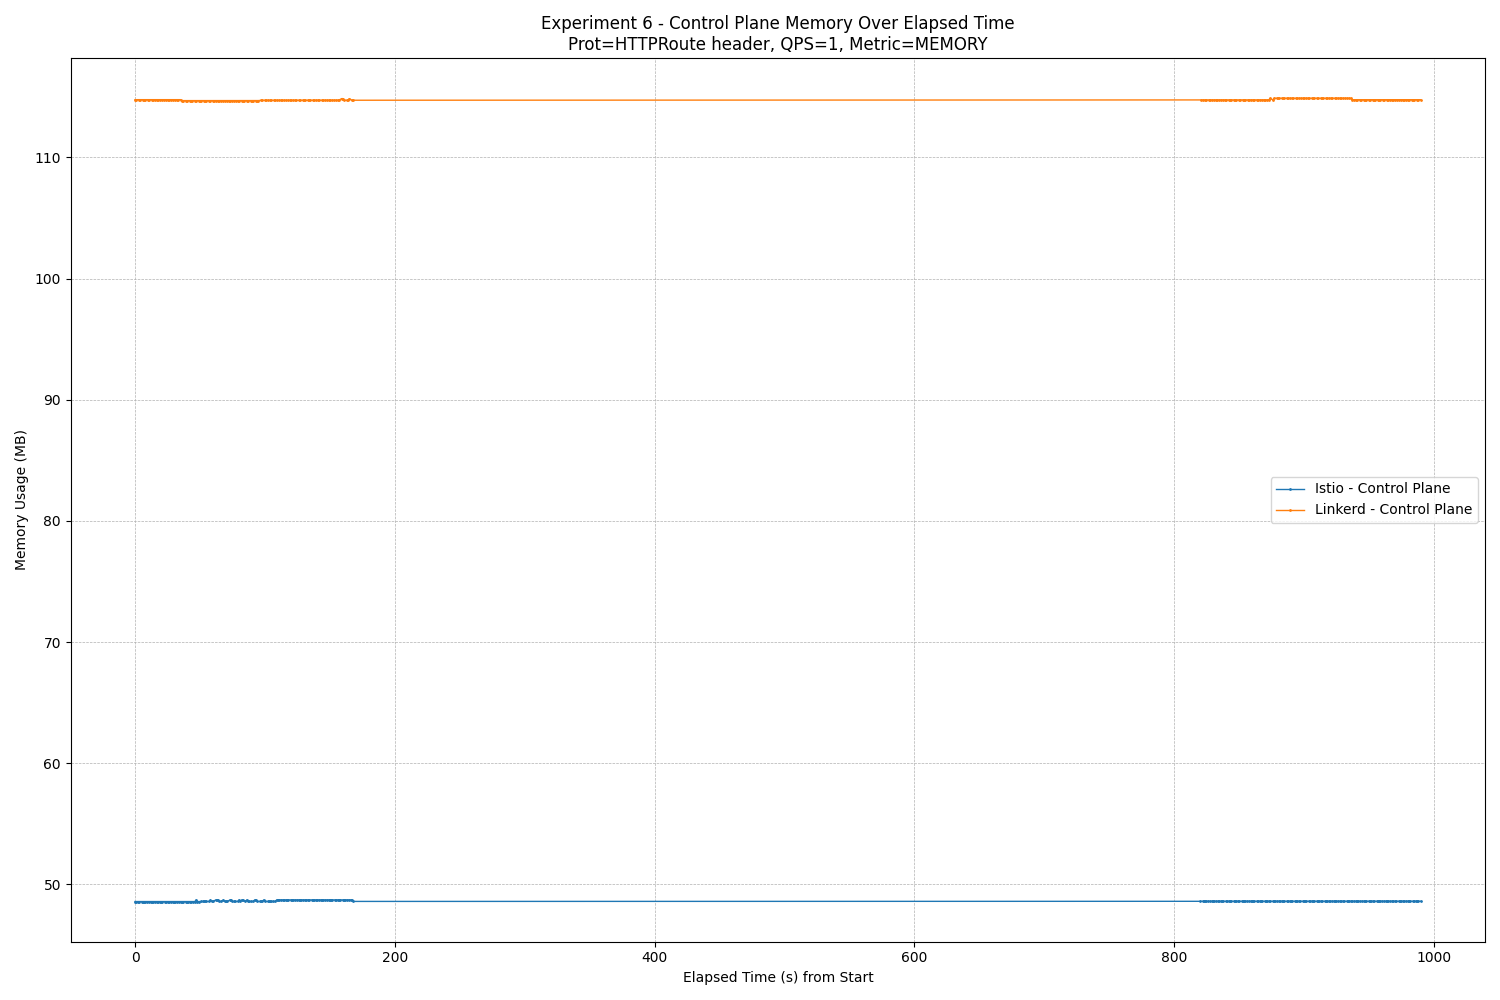 Experiment 6 - Control Plane Memory Over Elapsed Time
Prot=HTTPRoute header, QPS=1, Metric=MEMORY
Memory Usage (MB)
110
100
90
80
70
60
50
Istio - Control Plane
Linkerd - Control Plane
0
200
400
600
800
1000
Elapsed Time (s) from Start